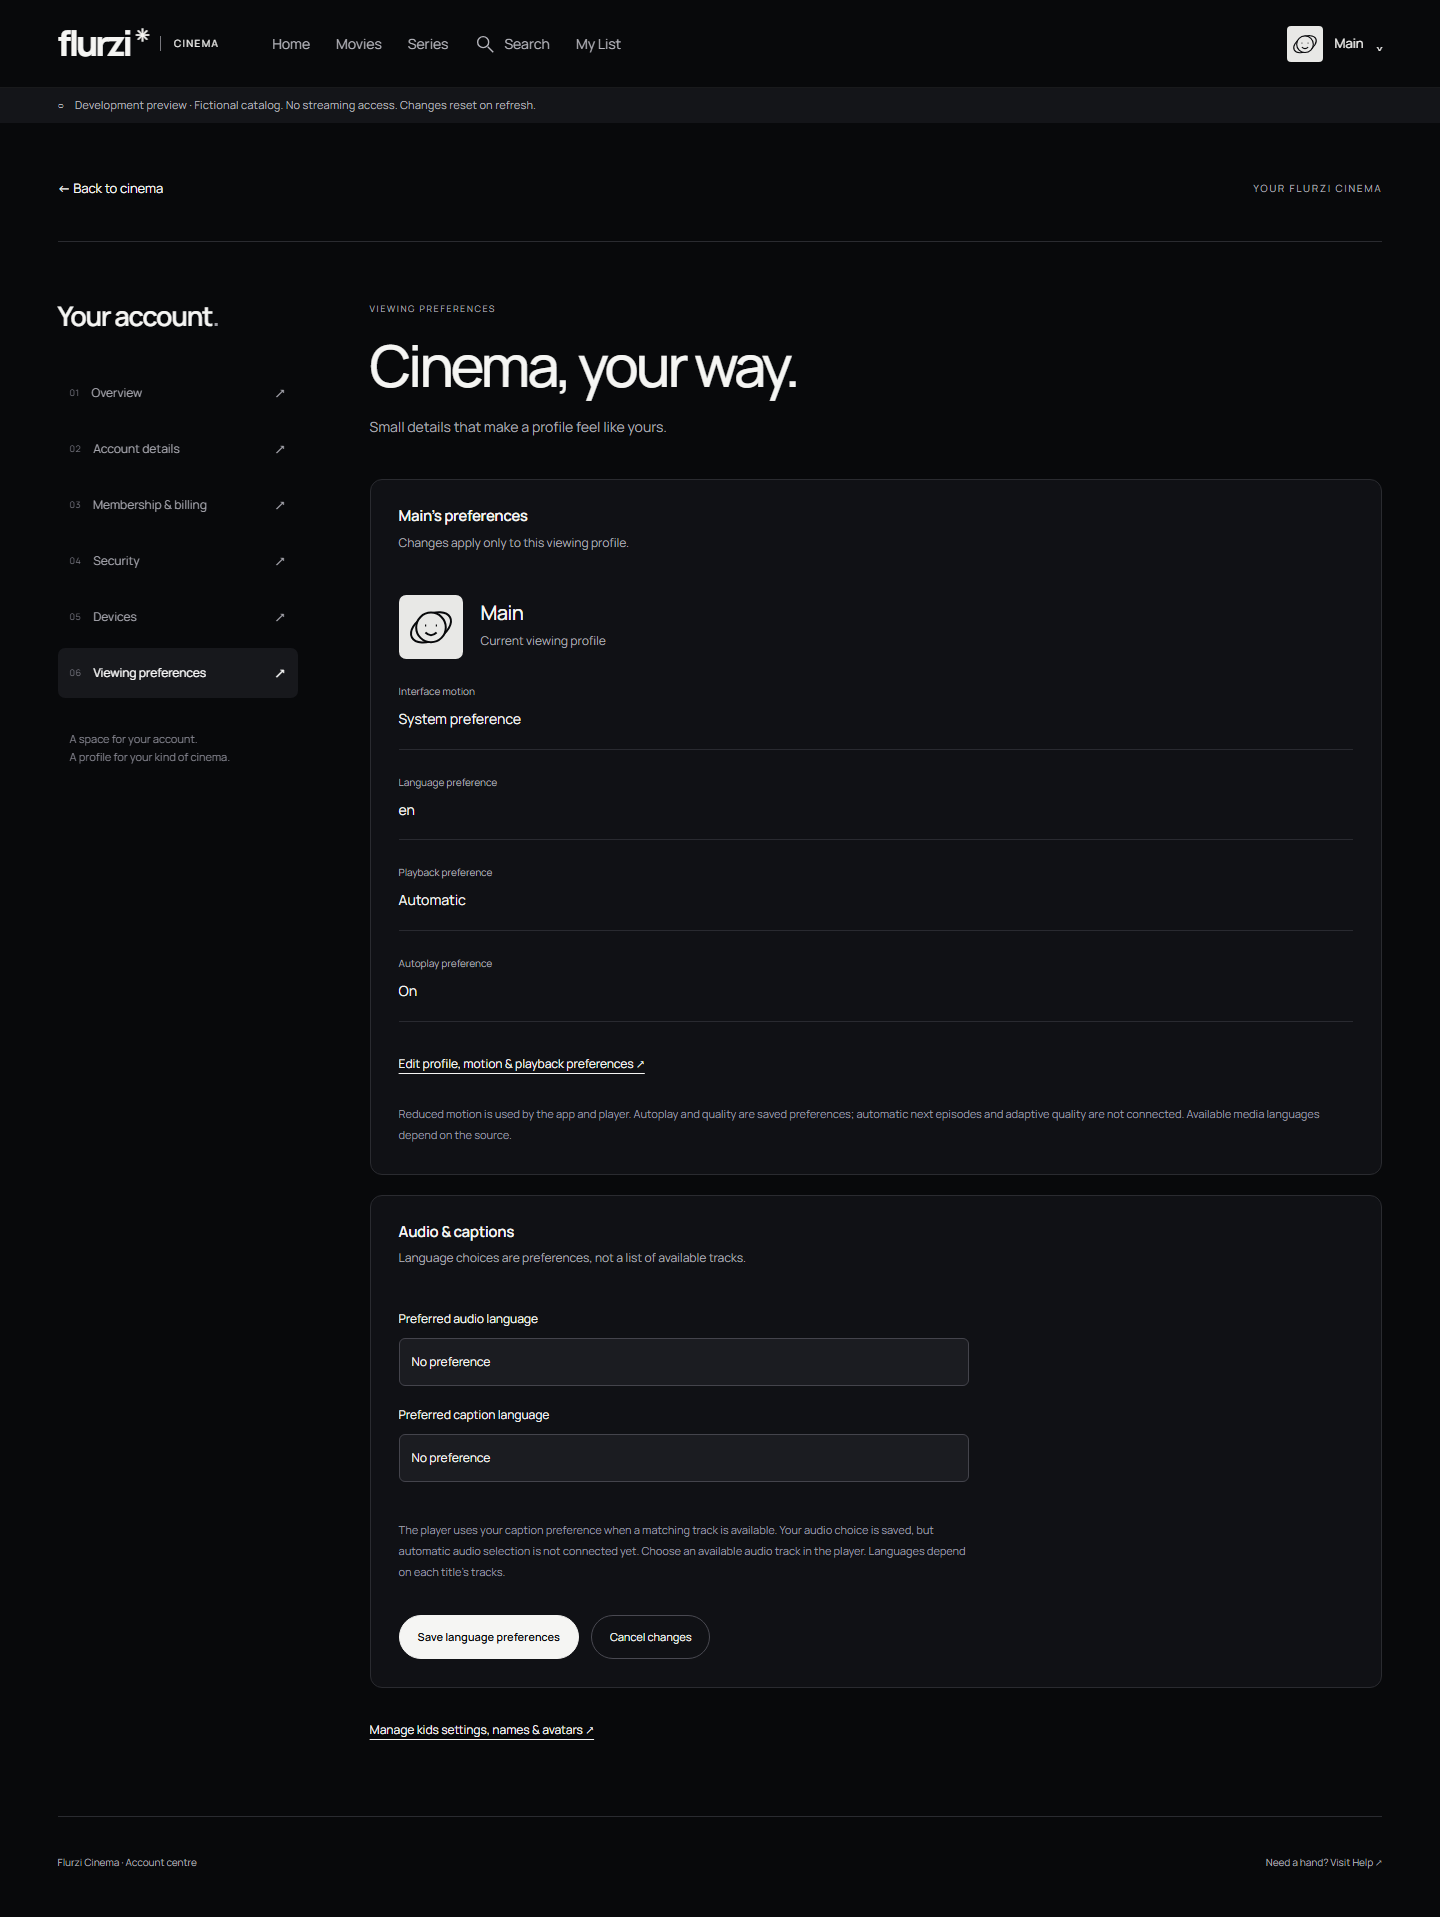 flurzi* | CINEMA
Home
Movies
Series
Search
My List
Main
Development preview · Fictional catalog. No streaming access. Changes reset on refresh.
← Back to cinema
YOUR FLURZI CINEMA
Your account.
01 Overview ↗
02 Account details ↗
03 Membership & billing ↗
04 Security ↗
05 Devices ↗
06 Viewing preferences ↗
A space for your account.
A profile for your kind of cinema.
VIEWING PREFERENCES
Cinema, your way.
Small details that make a profile feel like yours.
Main's preferences
Changes apply only to this viewing profile.
Main
Current viewing profile
Interface motion
System preference
Language preference
en
Playback preference
Automatic
Autoplay preference
On
Edit profile, motion & playback preferences ↗
Reduced motion is used by the app and player. Autoplay and quality are saved preferences; automatic next episodes and adaptive quality are not connected. Available media languages
depend on the source.
Audio & captions
Language choices are preferences, not a list of available tracks.
Preferred audio language
No preference
Preferred caption language
No preference
The player uses your caption preference when a matching track is available. Your audio choice is saved, but
automatic audio selection is not connected yet. Choose an available audio track in the player. Languages depend
on each title's tracks.
Save language preferences
Cancel changes
Manage kids settings, names & avatars ↗
Flurzi Cinema · Account centre
Need a hand? Visit Help ↗